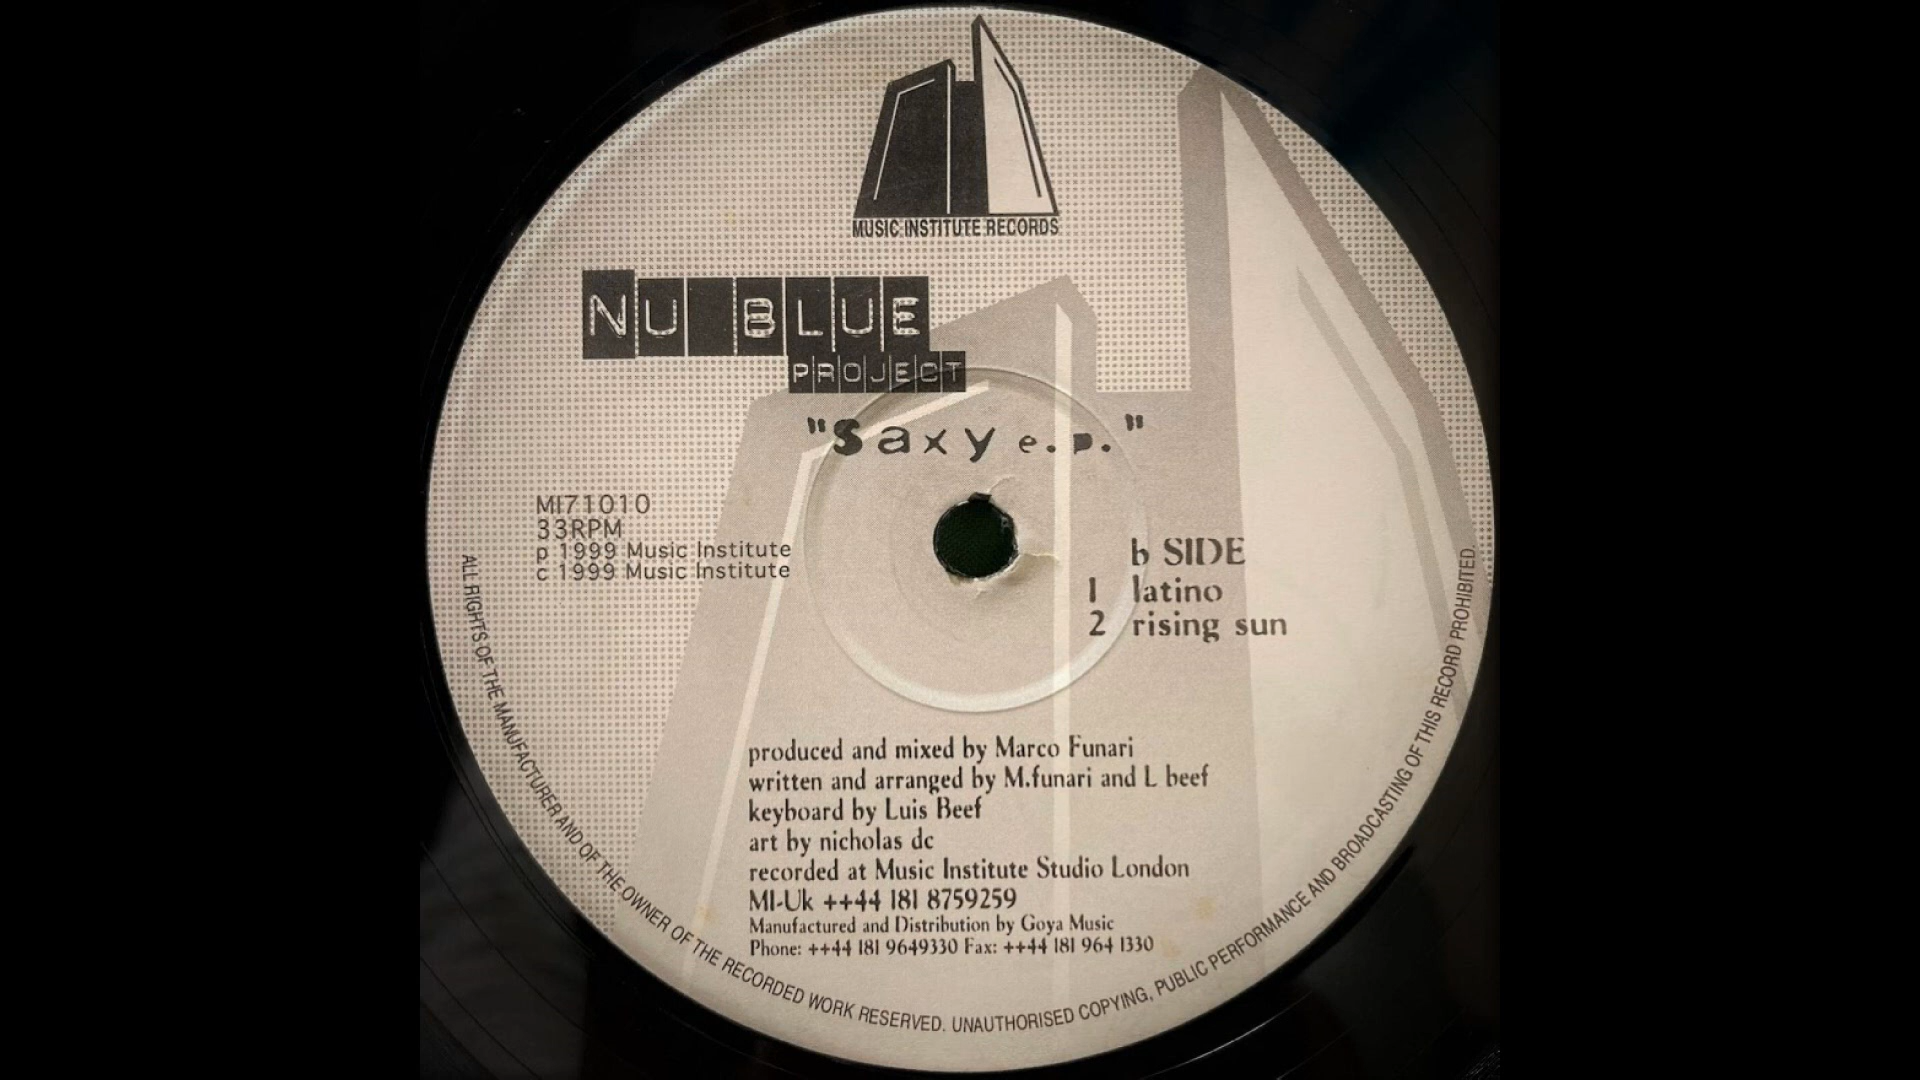 MUSIC INSTITUTE RECORDS
NU BLUE
PROJECT
"Saxy e.p."
MI71010
33RPM
p 1999 Music Institute
c 1999 Music Institute
b SIDE
1 latino
2 rising sun
produced and mixed by Marco Funari
written and arranged by M.funari and L beef
keyboard by Luis Beef
art by nicholas dc
recorded at Music Institute Studio London
MI-Uk ++44 181 8759259
Manufactured and Distribution by Goya Music
Phone: ++44 181 9649330 Fax: ++44 181 964 1330
ALL RIGHTS OF THE MANUFACTURER AND OF THE OWNER OF THE RECORDED WORK RESERVED. UNAUTHORISED COPYING, PUBLIC PERFORMANCE AND BROADCASTING OF THIS RECORD PROHIBITED.